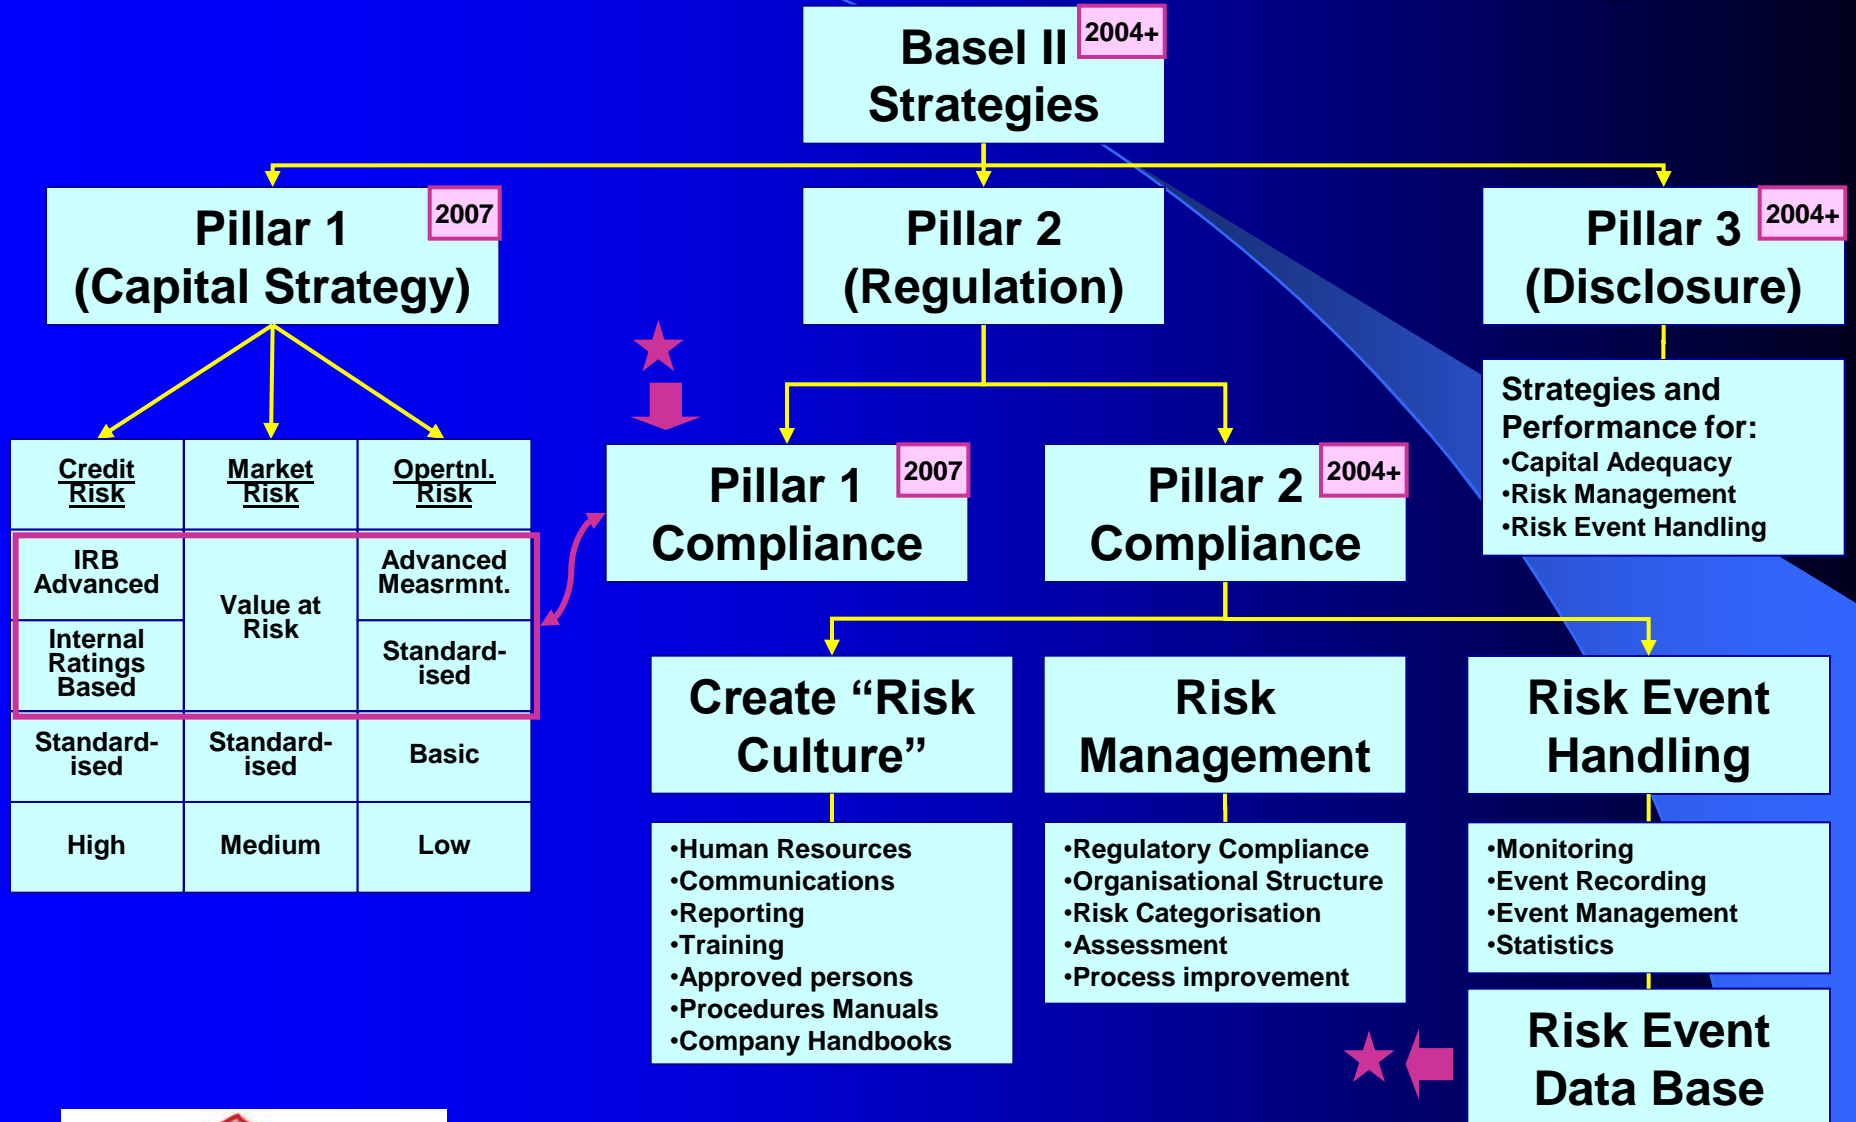 Basel II
Strategies
2004+
Pillar 1
(Capital Strategy)
2007
Pillar 2
(Regulation)
Pillar 3
(Disclosure)
2004+
Strategies and
Performance for:
•Capital Adequacy
•Risk Management
•Risk Event Handling
Credit
Risk
Market
Risk
Opertnl.
Risk
IRB
Advanced
Value at
Risk
Advanced
Measrmnt.
Internal
Ratings
Based
Standard-
ised
Standard-
ised
Standard-
ised
Basic
High
Medium
Low
Pillar 1
Compliance
2007
Pillar 2
Compliance
2004+
Create “Risk
Culture”
Risk
Management
Risk Event
Handling
•Human Resources
•Communications
•Reporting
•Training
•Approved persons
•Procedures Manuals
•Company Handbooks
•Regulatory Compliance
•Organisational Structure
•Risk Categorisation
•Assessment
•Process improvement
•Monitoring
•Event Recording
•Event Management
•Statistics
Risk Event
Data Base